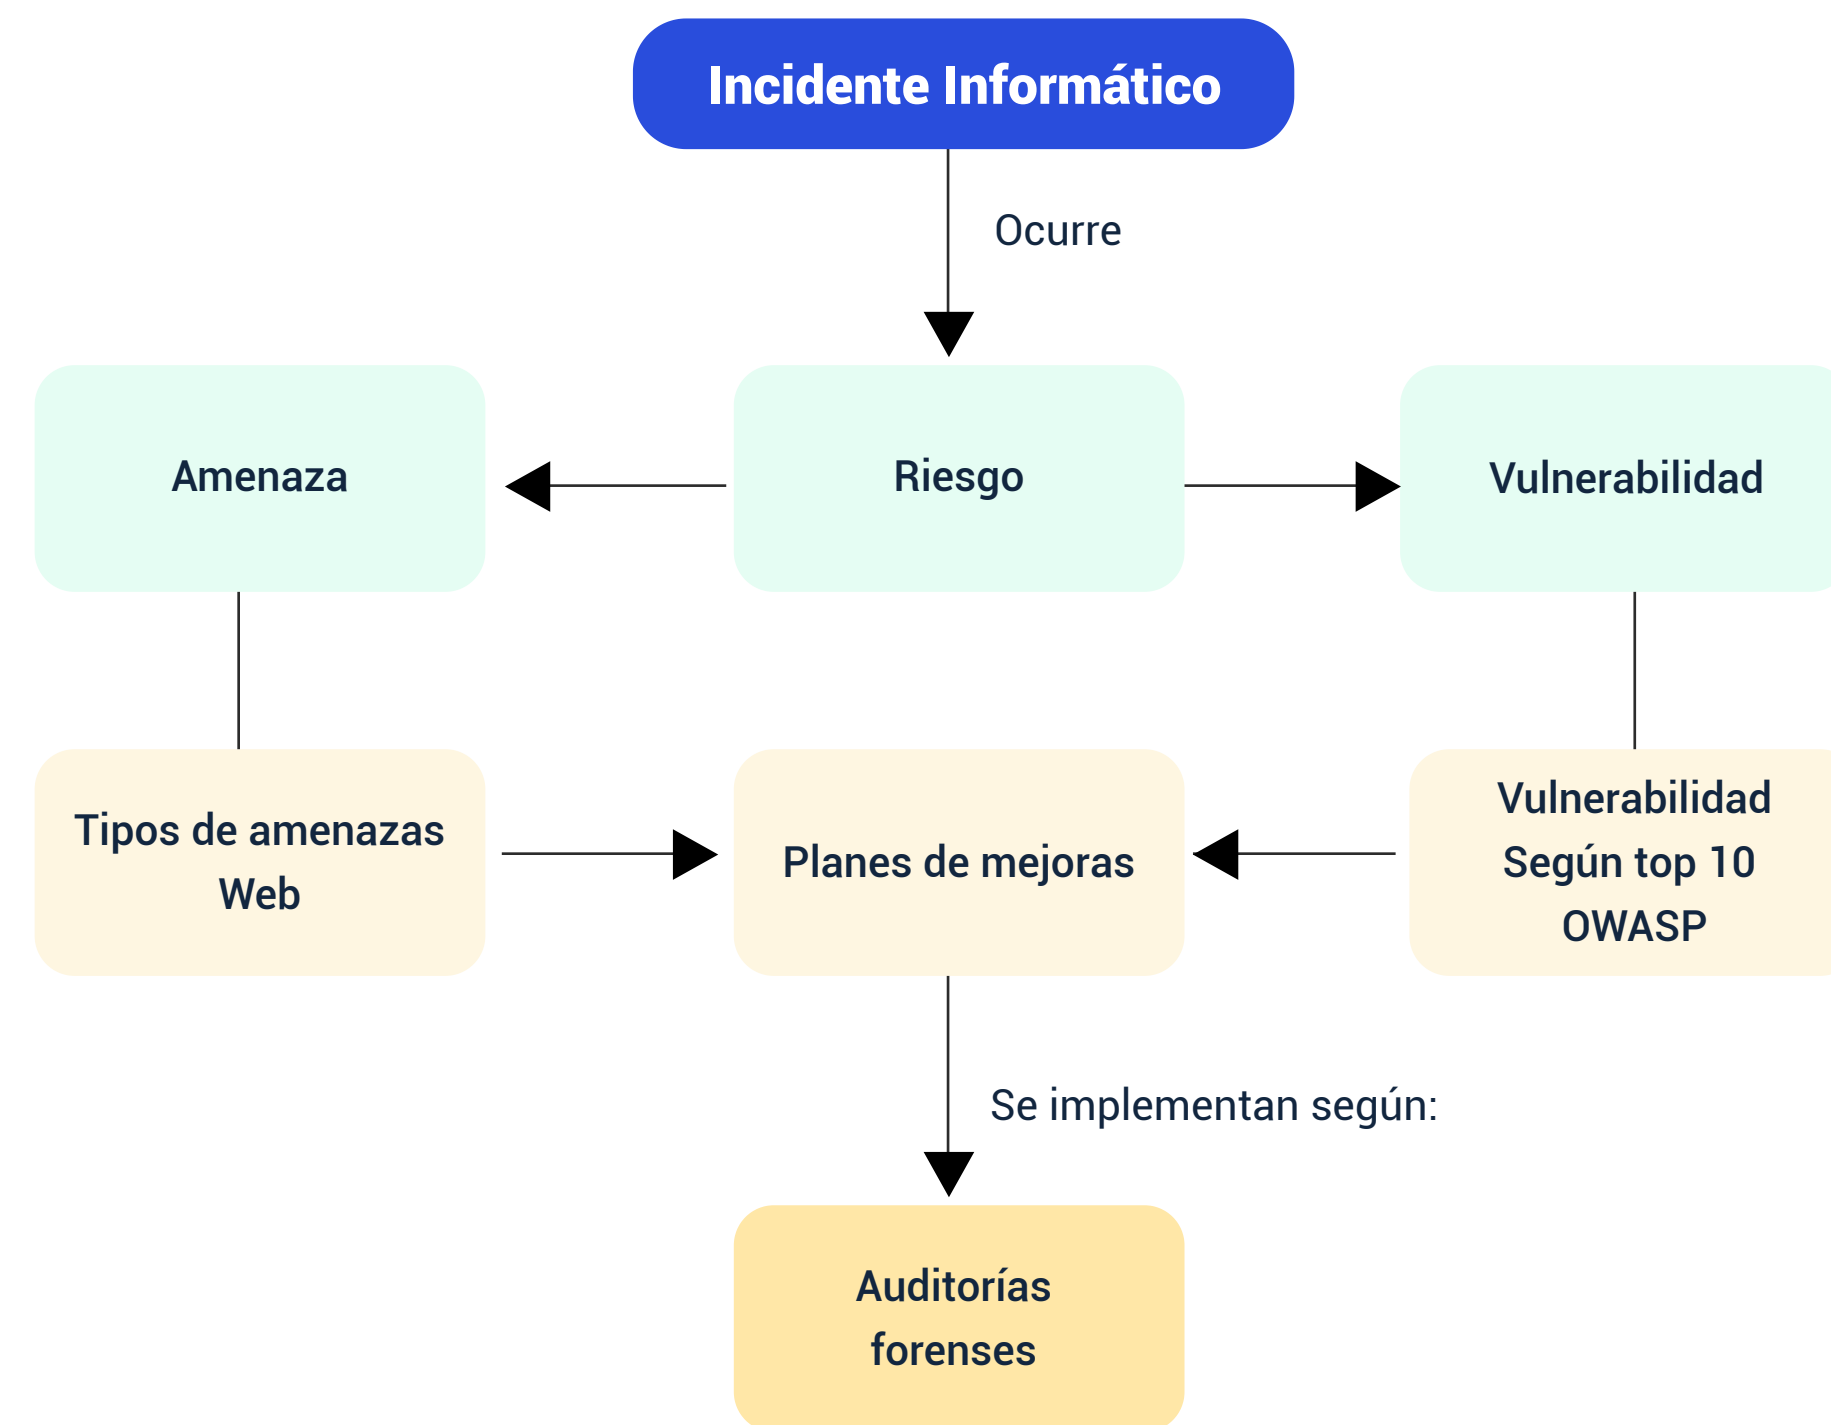 Incidente Informático
Ocurre
Amenaza
Riesgo
Vulnerabilidad
Tipos de amenazas
Web
Planes de mejoras
Vulnerabilidad
Según top 10
OWASP
Se implementan según:
Auditorías
forenses